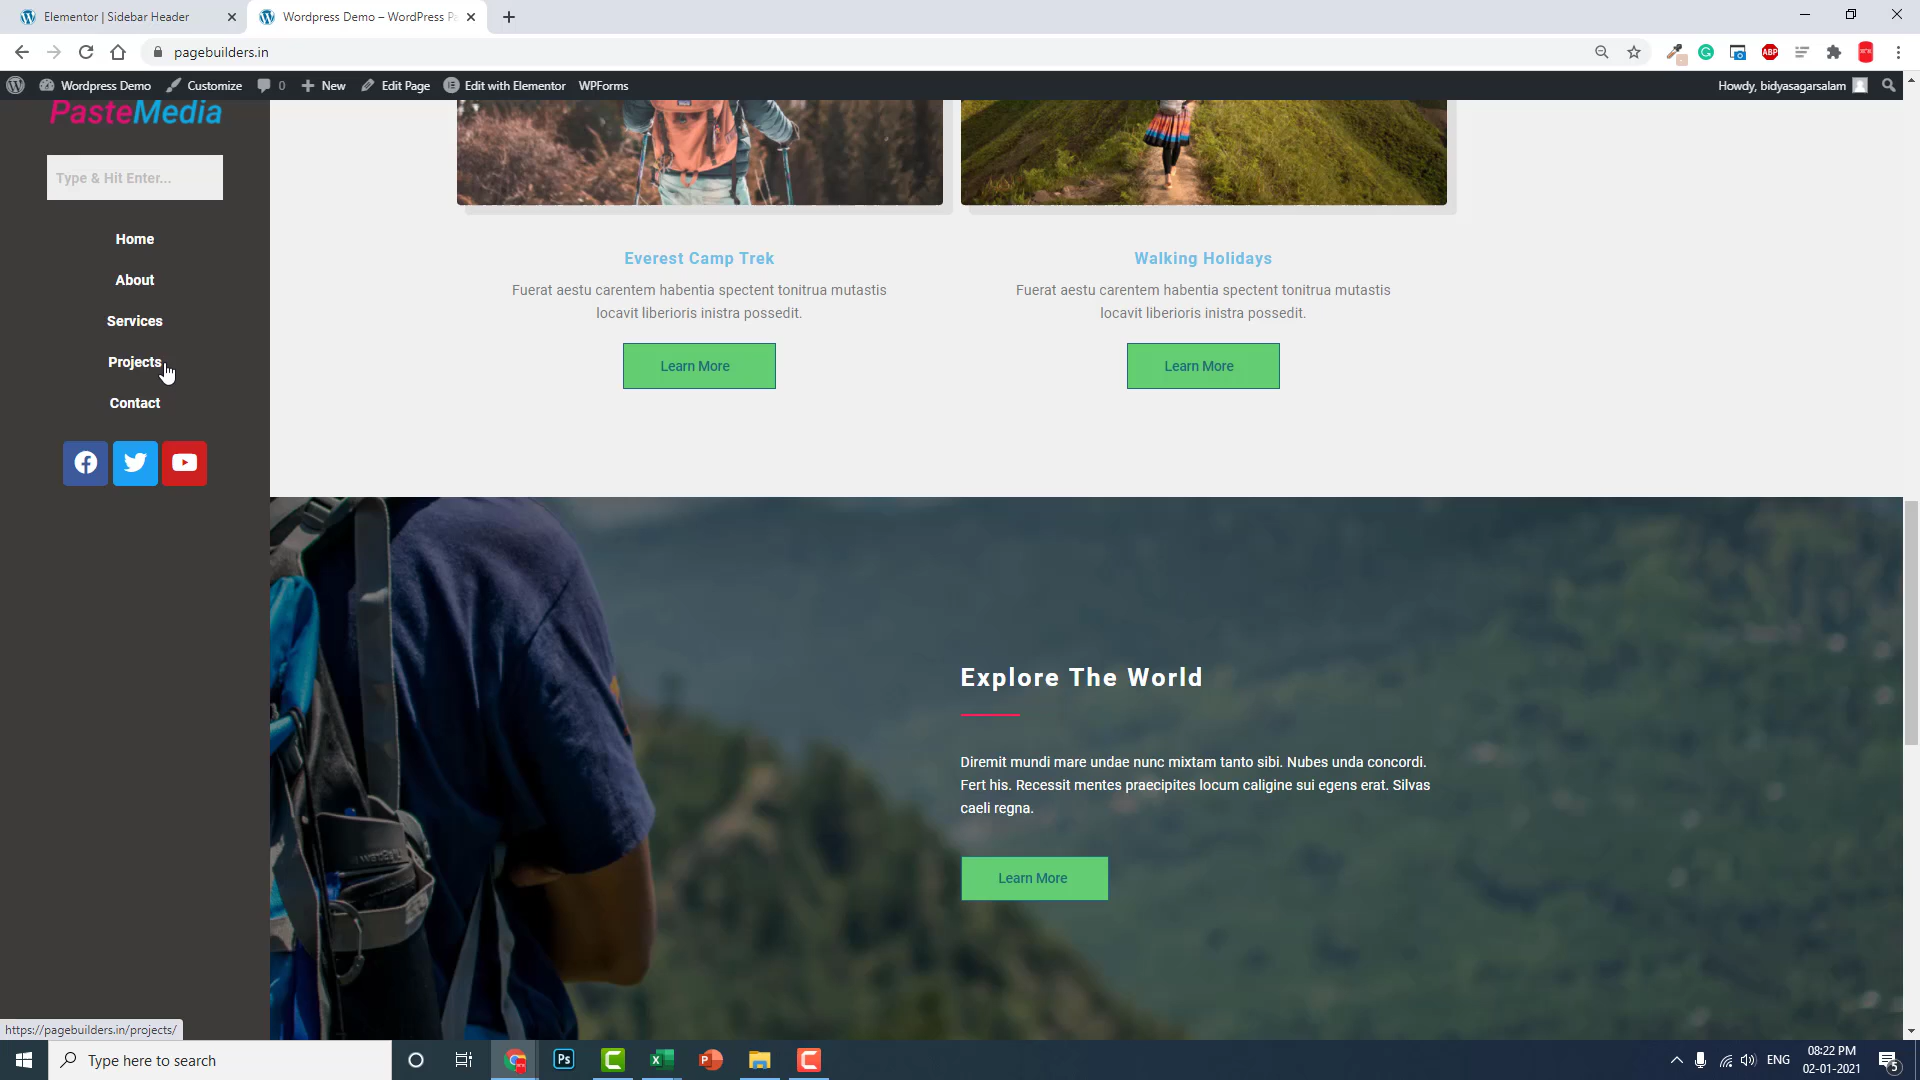 Elementor | Sidebar Header
Wordpress Demo – WordPress P
pagebuilders.in
ABP
Wordpress Demo
Customize
0
New
Edit Page
Edit with Elementor
WPForms
Howdy, bidyasagarsalam
PasteMedia
Type & Hit Enter...
Home
About
Services
Projects
Contact
Everest Camp Trek
Fuerat aestu carentem habentia spectent tonitrua mutastis
locavit liberioris inistra possedit.
Learn More
Walking Holidays
Fuerat aestu carentem habentia spectent tonitrua mutastis
locavit liberioris inistra possedit.
Learn More
Explore The World
Diremit mundi mare undae nunc mixtam tanto sibi. Nubes unda concordi.
Fert his. Recessit mentes praecipites locum caligine sui egens erat. Silvas
caeli regna.
Learn More
https://pagebuilders.in/projects/
Type here to search
Ps
ENG
08:22 PM
02-01-2021
5